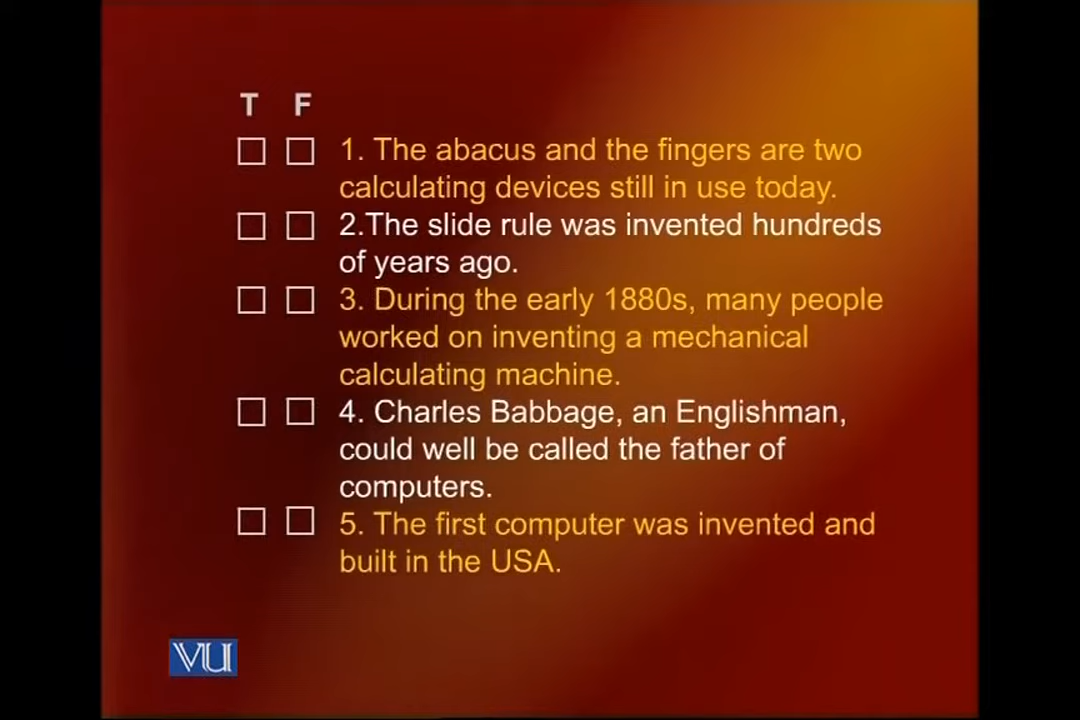 T F
1. The abacus and the fingers are two
calculating devices still in use today.
2.The slide rule was invented hundreds
of years ago.
3. During the early 1880s, many people
worked on inventing a mechanical
calculating machine.
4. Charles Babbage, an Englishman,
could well be called the father of
computers.
5. The first computer was invented and
built in the USA.
VU